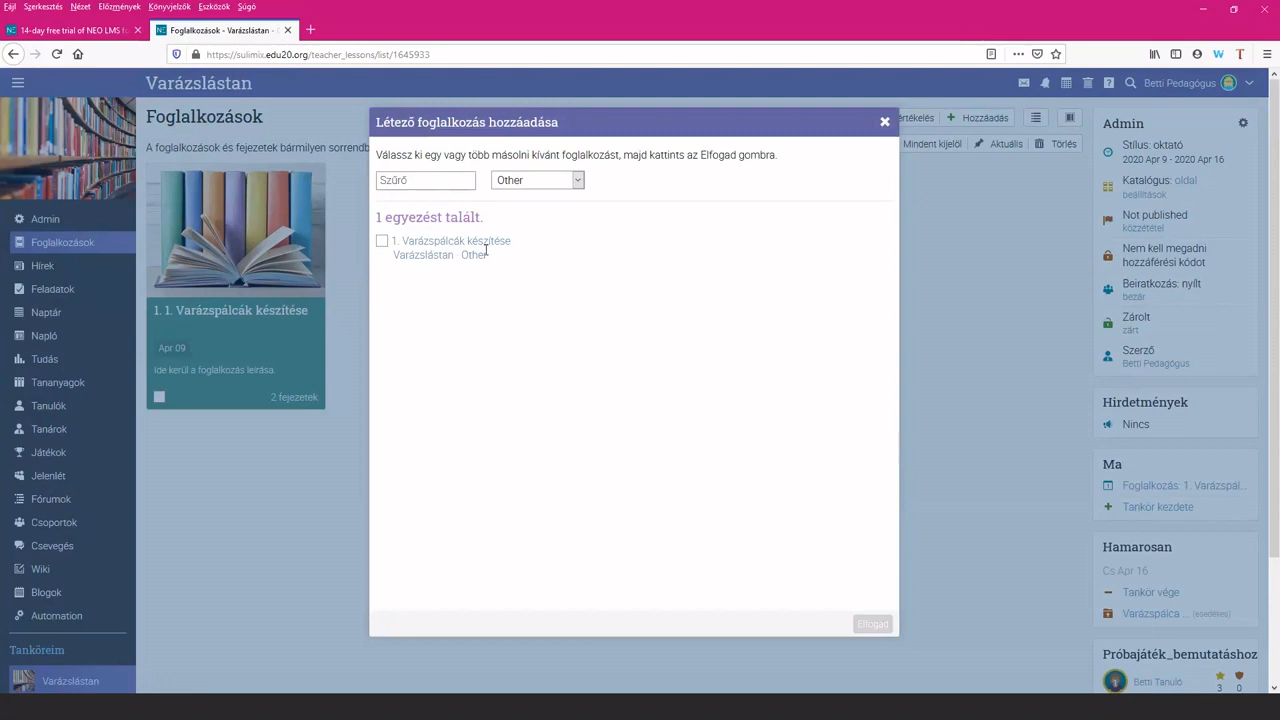 Fájl Szerkesztés Nézet Előzmények Könyvjelzők Eszközök Súgó
14-day free trial of NEO LMS fo
Foglalkozások - Varázslástan -
https://sulimix.edu20.org/teacher_lessons/list/1645933
Varázslástan
Betti Pedagógus
Foglalkozások
A foglalkozások és fejezetek bármilyen sorrendb
értékelés + Hozzáadás
Mindent kijelöl Aktuális Törlés
1. 1. Varázspálcák készítése
Apr 09
Ide kerül a foglalkozás leírása.
2 fejezetek
Admin
Foglalkozások
Hírek
Feladatok
Naptár
Napló
Tudás
Tananyagok
Tanulók
Tanárok
Játékok
Jelenlét
Fórumok
Csoportok
Csevegés
Wiki
Blogok
Automation
Tanköreim
Varázslástan
Létező foglalkozás hozzáadása
Válassz ki egy vagy több másolni kívánt foglalkozást, majd kattints az Elfogad gombra.
Szűrő Other
1 egyezést talált.
1. Varázspálcák készítése
Varázslástan · Other
Elfogad
Admin
Stílus: oktató
2020 Apr 9 - 2020 Apr 16
Katalógus: oldal
beállítások
Not published
közzététel
Nem kell megadni
hozzáférési kódot
Beiratkozás: nyílt
bezár
Zárolt
zárt
Szerző
Betti Pedagógus
Hirdetmények
Nincs
Ma
Foglalkozás: 1. Varázspál...
Tankör kezdete
Hamarosan
Cs Apr 16
Tankör vége
Varázspálca ... (esedékes)
Próbajáték_bemutatáshoz
Betti Tanuló
3 0